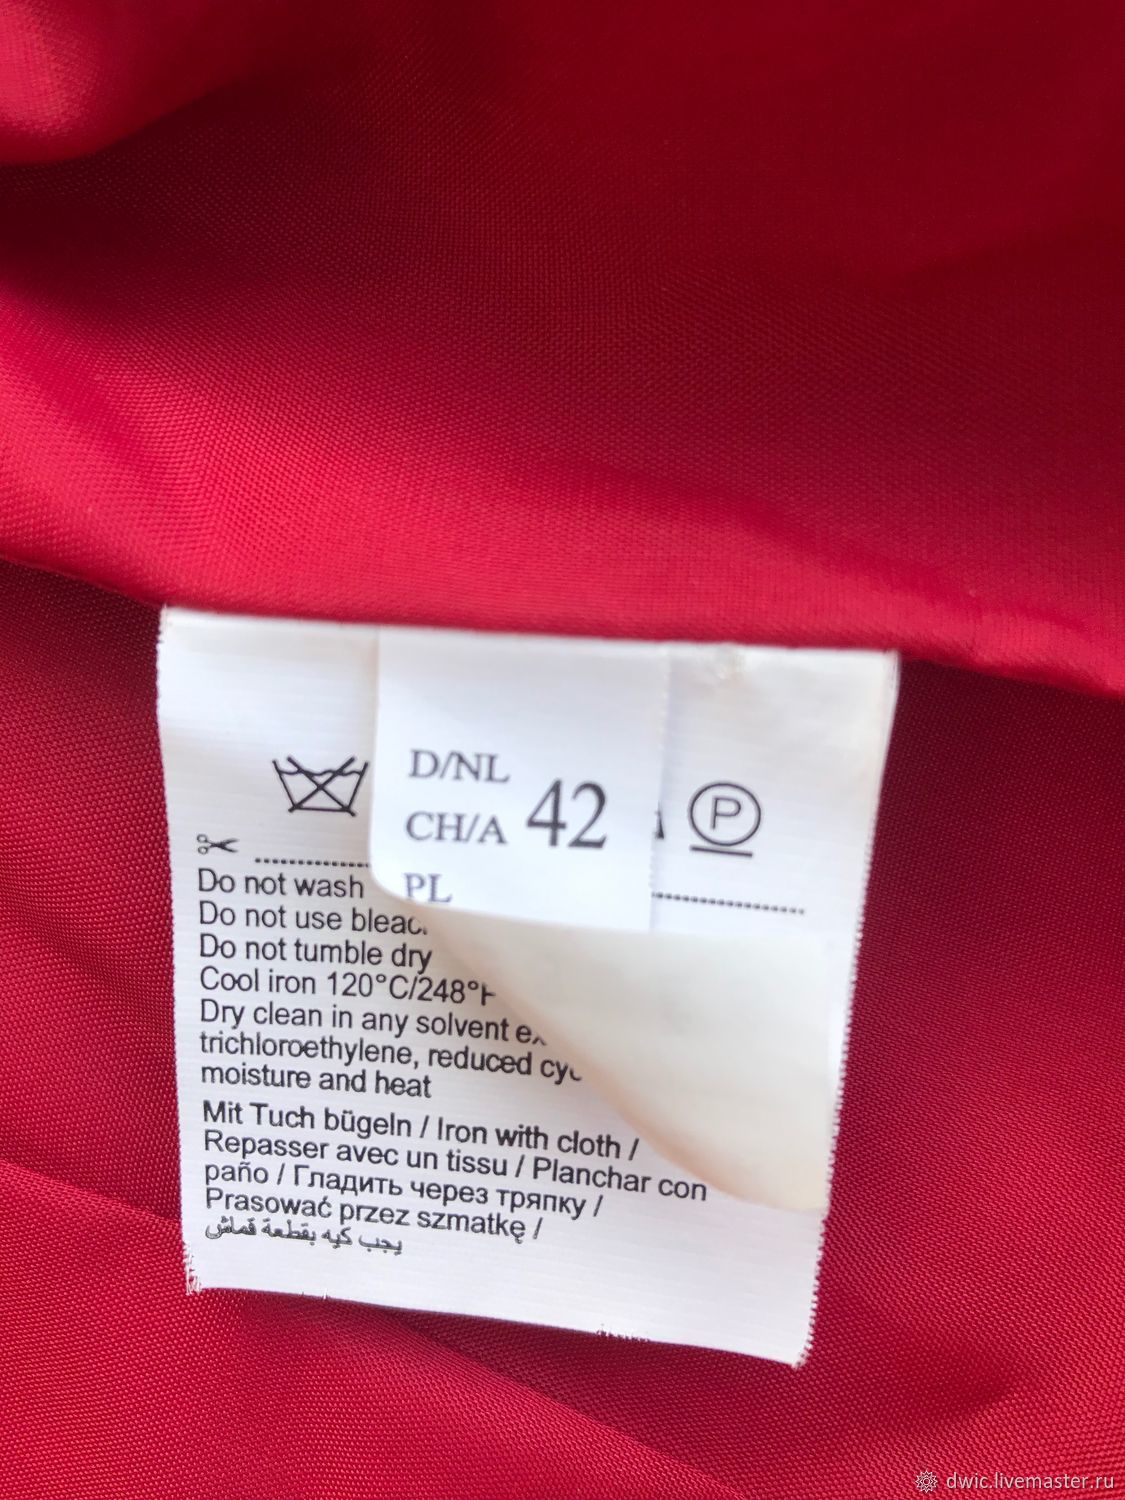 D/NL
CH/A 42
PL
P
Do not wash
Do not use
Do not tumble dry
Cool iron 120°C/248°
Dry clean in any solvent
trichloroethylene, reduced
moisture and heat
Mit Tuch bügeln / Iron with cloth /
Repasser avec un tissu / Planchar con
paño / Гладить через тряпку /
Prasować przez szmatkę /
يجب كيه بقطعة قماش
dwic.livemaster.ru